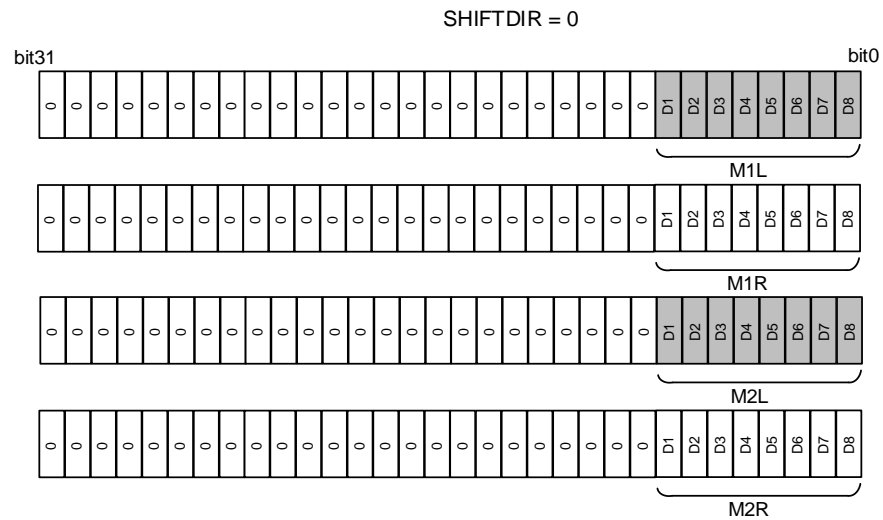 SHIFTDIR = 0
bit31 bit0
0 0 0 0 0 0 0 0 0 0 0 0 0 0 0 0 0 0 0 0 0 0 0 0 D1 D2 D3 D4 D5 D6 D7 D8
M1L
0 0 0 0 0 0 0 0 0 0 0 0 0 0 0 0 0 0 0 0 0 0 0 0 D1 D2 D3 D4 D5 D6 D7 D8
M1R
0 0 0 0 0 0 0 0 0 0 0 0 0 0 0 0 0 0 0 0 0 0 0 0 D1 D2 D3 D4 D5 D6 D7 D8
M2L
0 0 0 0 0 0 0 0 0 0 0 0 0 0 0 0 0 0 0 0 0 0 0 0 D1 D2 D3 D4 D5 D6 D7 D8
M2R